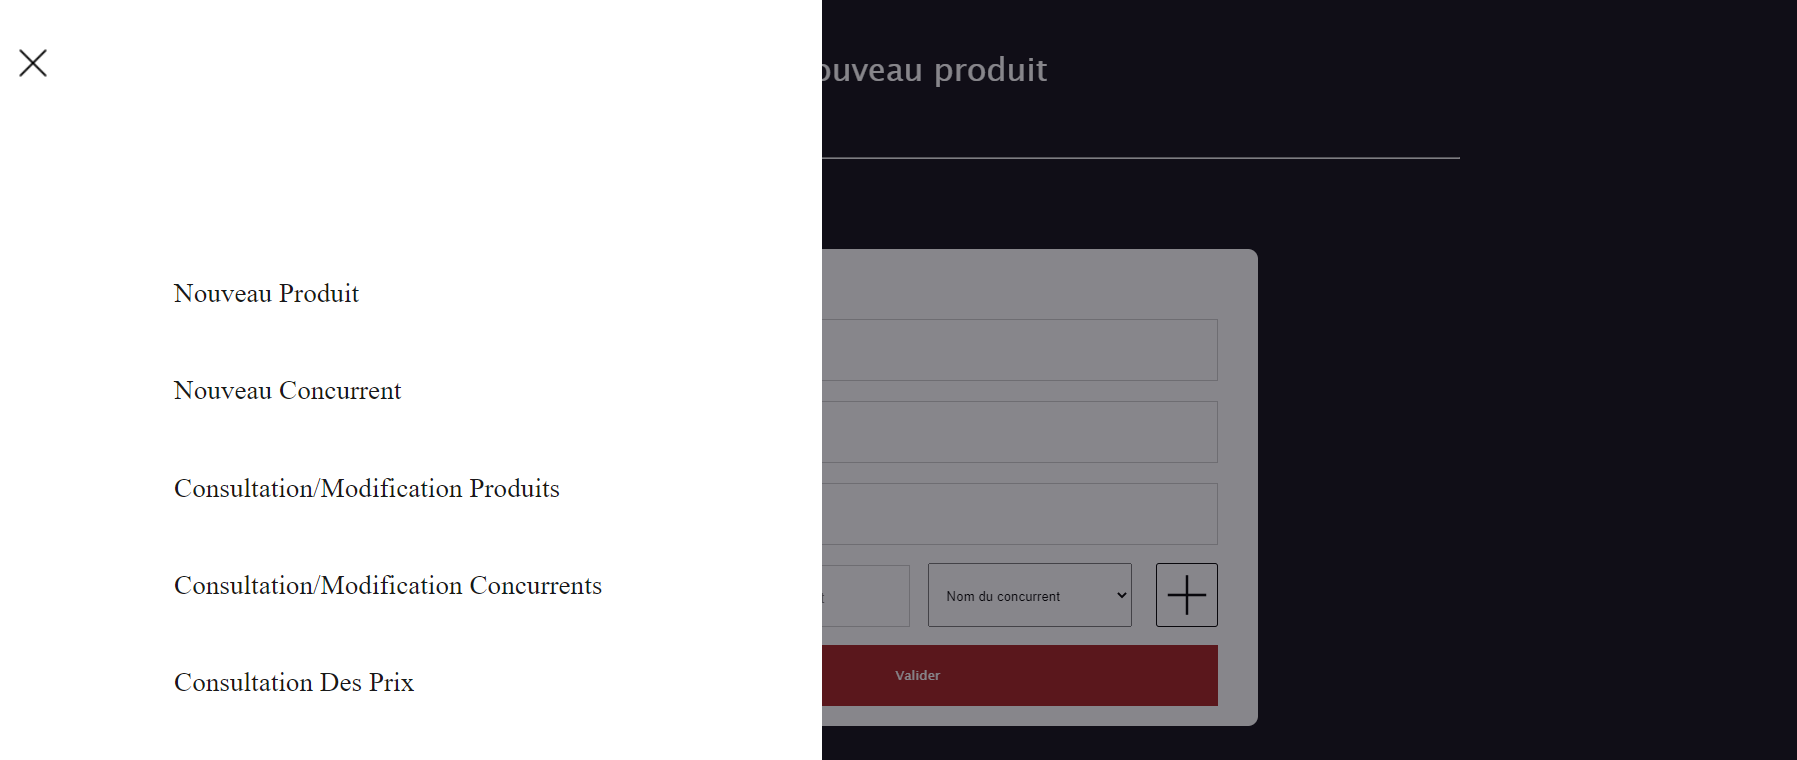 ouveau produit
Nouveau Produit
Nouveau Concurrent
Consultation/Modification Produits
Consultation/Modification Concurrents
Nom du concurrent
Consultation Des Prix
Valider